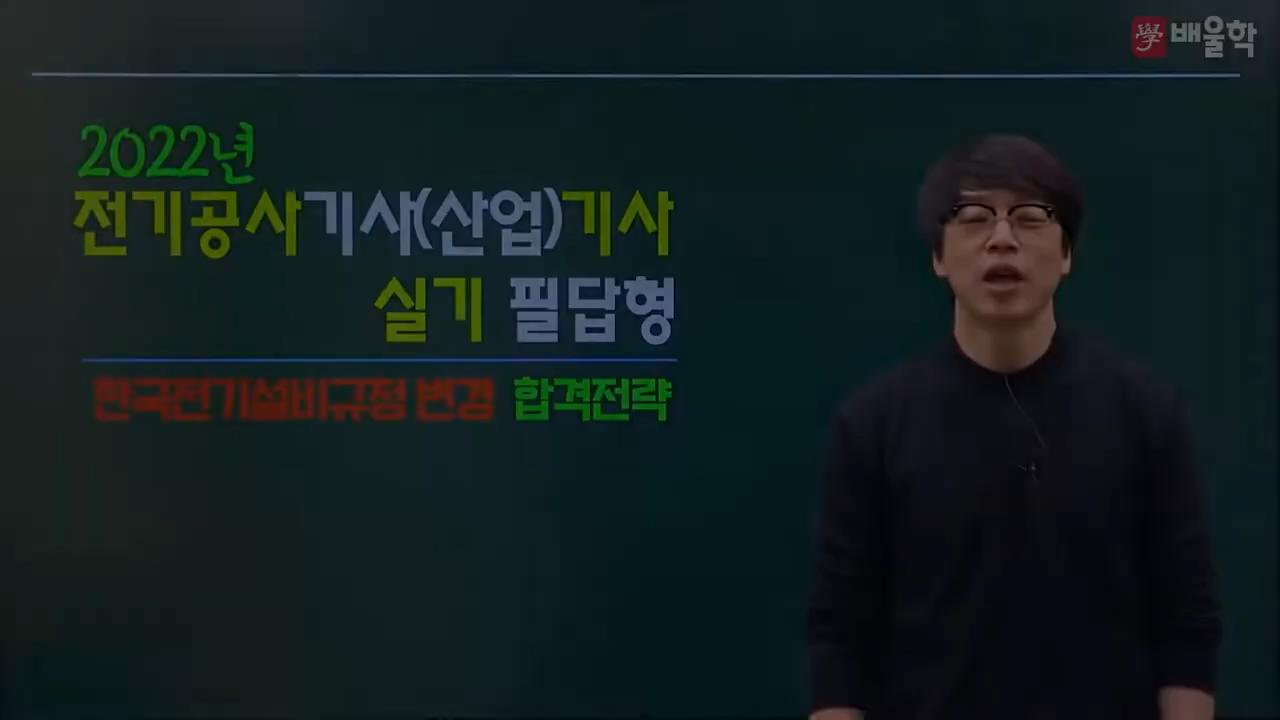 學 배울학
2022년
전기공사기사(산업)기사
실기 필답형
한국전기설비규정 변경 합격전략